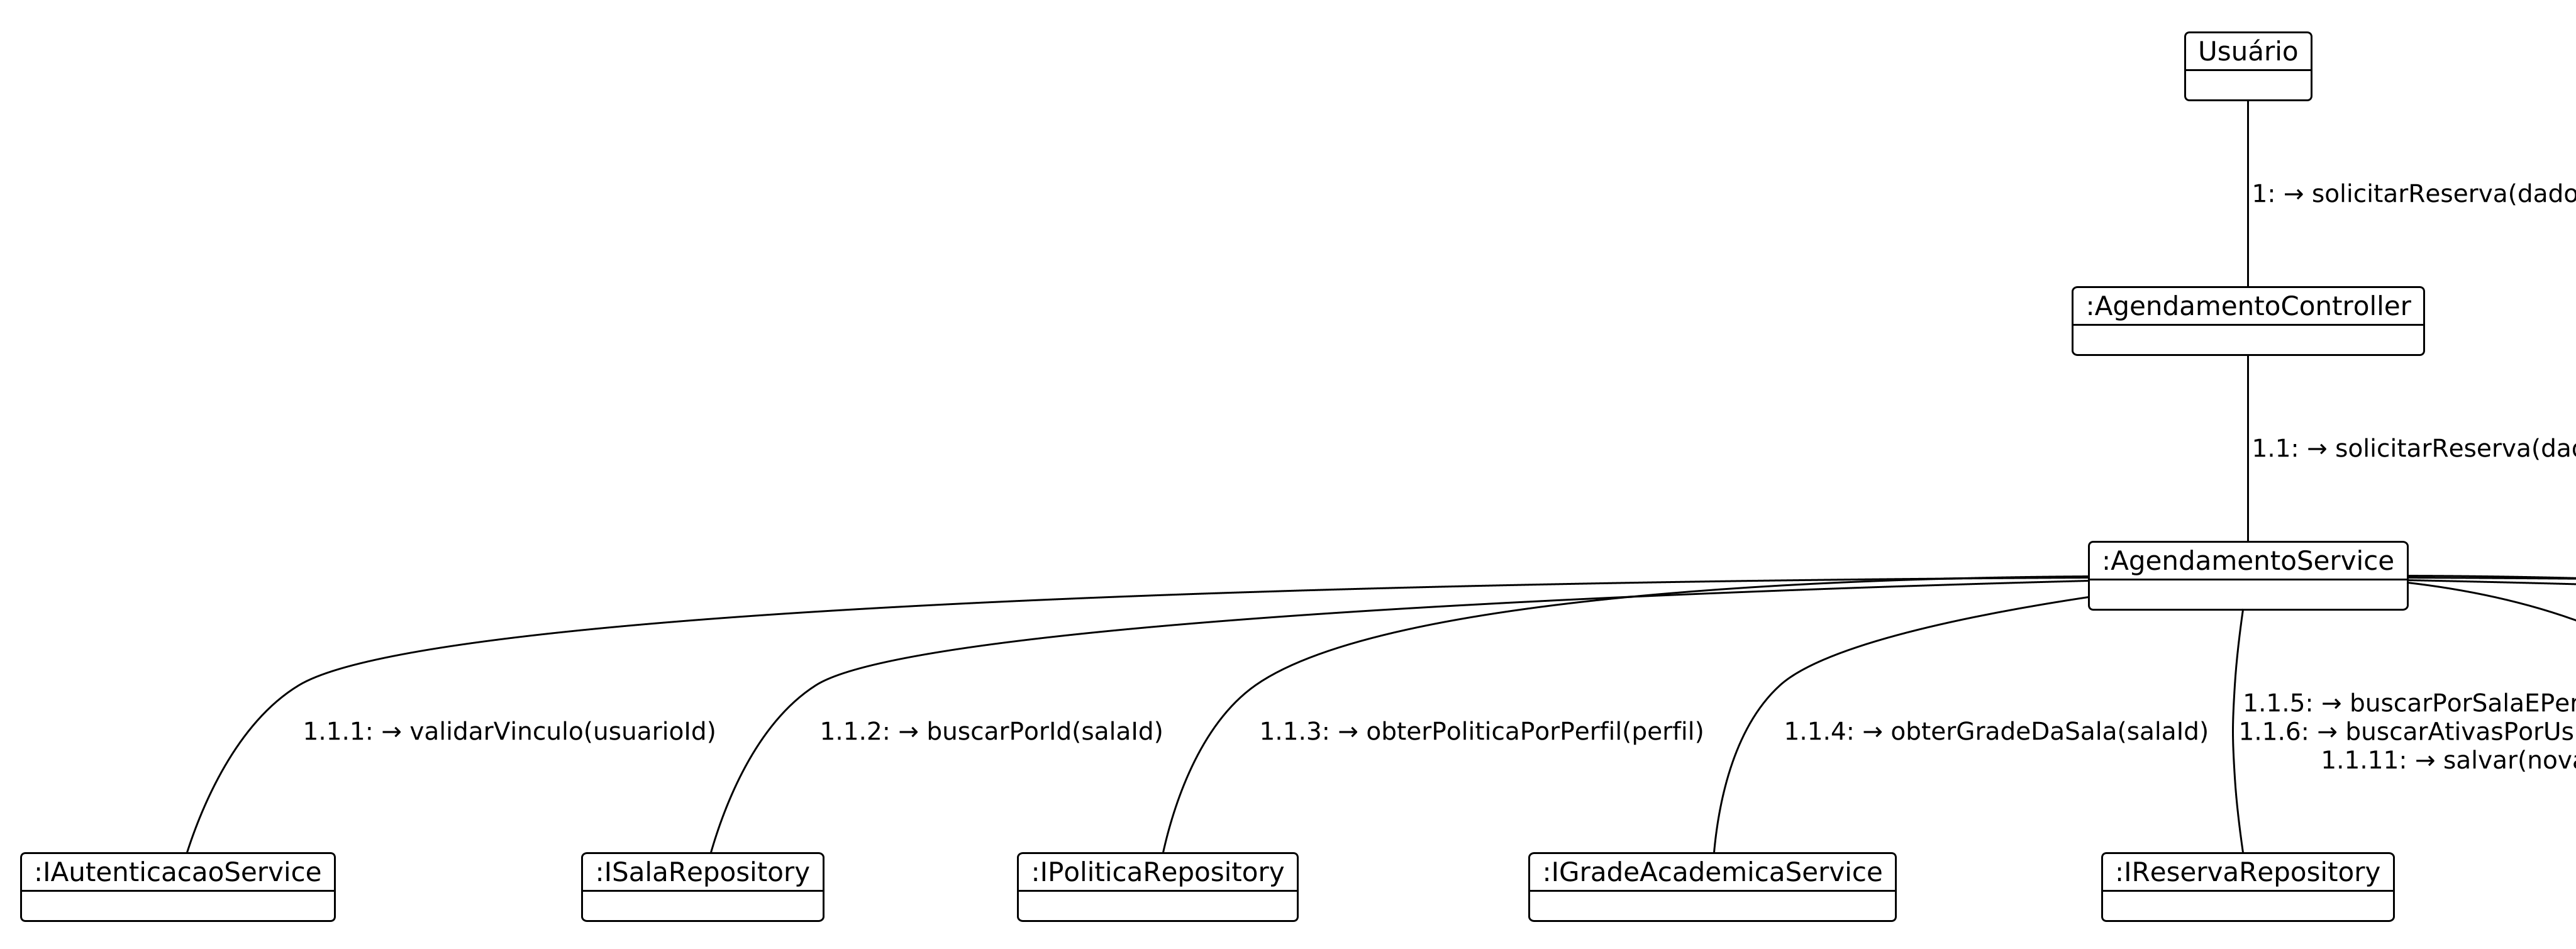 Usuário
1: → solicitarReserva(dado
:AgendamentoController
1.1: → solicitarReserva(dad
:AgendamentoService
1.1.5: → buscarPorSalaEPer
1.1.1: → validarVinculo(usuarioId)
1.1.2: → buscarPorId(salaId)
1.1.3: → obterPoliticaPorPerfil(perfil)
1.1.4: → obterGradeDaSala(salaId)
1.1.6: → buscarAtivasPorUs
1.1.11: → salvar(nova
:IAutenticacaoService
:ISalaRepository
:IPoliticaRepository
:IGradeAcademicaService
:IReservaRepository